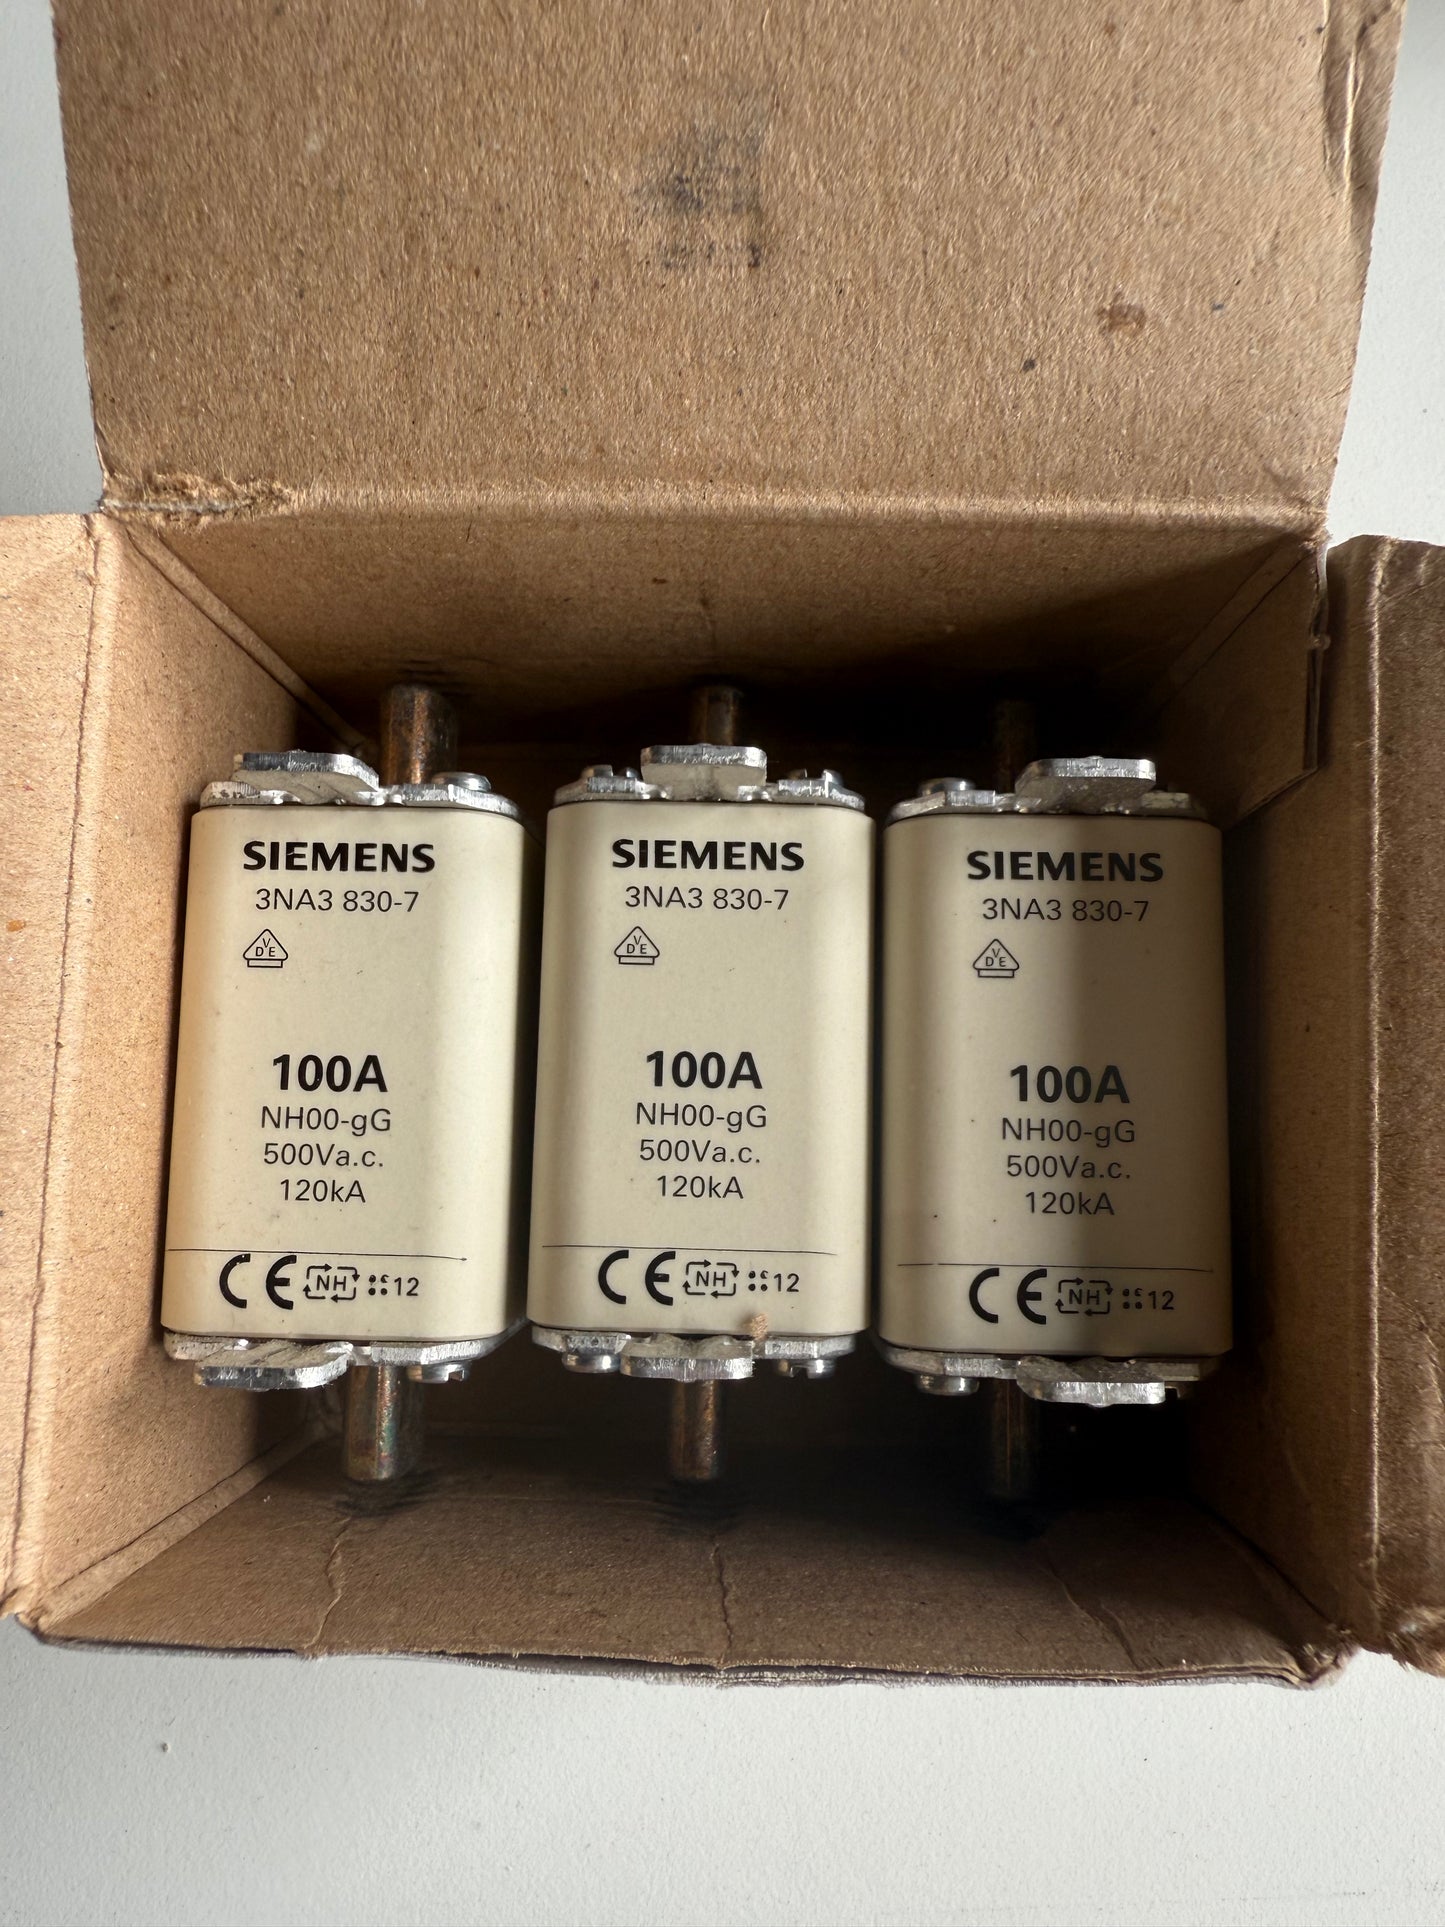 SIEMENS
3NA3 830-7
VDE
100A
NH00-gG
500Va.c.
120kA
CE NH 12
SIEMENS
3NA3 830-7
VDE
100A
NH00-gG
500Va.c.
120kA
CE NH 12
SIEMENS
3NA3 830-7
VDE
100A
NH00-gG
500Va.c.
120kA
CE NH 12